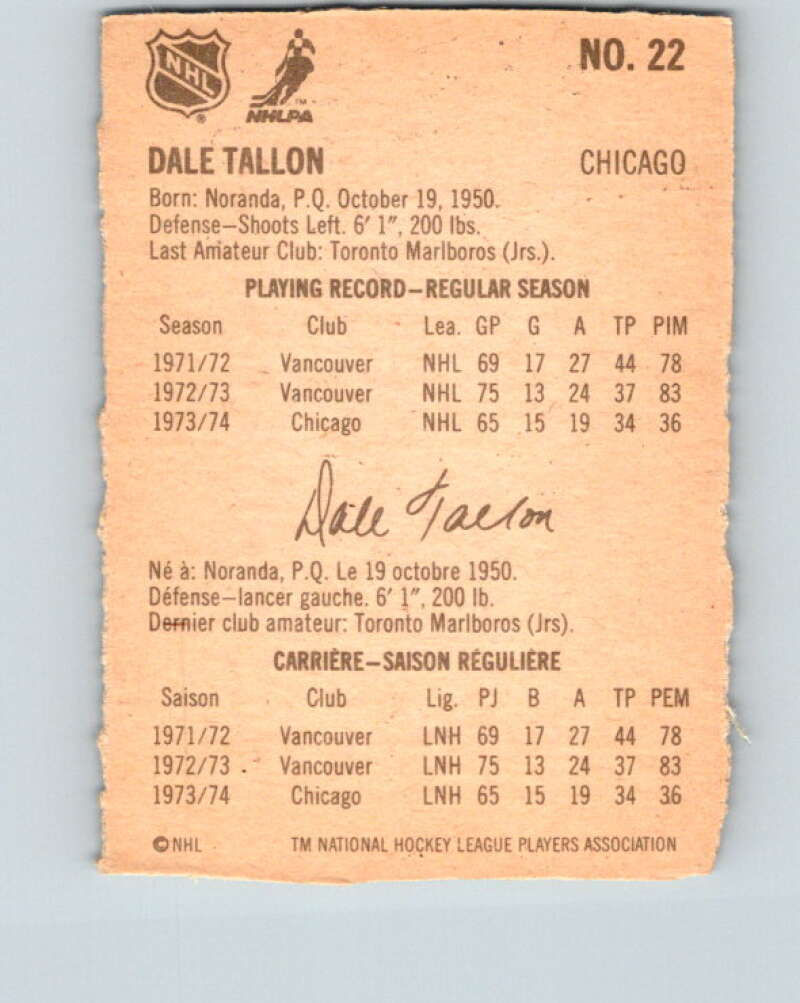 NHL
®
TM
NHLPA
NO. 22
DALE TALLON CHICAGO
Born: Noranda, P.Q. October 19, 1950.
Defense—Shoots Left. 6′ 1″, 200 lbs.
Last Amateur Club: Toronto Marlboros (Jrs.).
PLAYING RECORD—REGULAR SEASON
Season Club Lea. GP G A TP PIM
1971/72 Vancouver NHL 69 17 27 44 78
1972/73 Vancouver NHL 75 13 24 37 83
1973/74 Chicago NHL 65 15 19 34 36
Dale Tallon
Né à: Noranda, P.Q. Le 19 octobre 1950.
Défense—lancer gauche. 6′ 1″, 200 lb.
Dernier club amateur: Toronto Marlboros (Jrs).
CARRIÈRE—SAISON RÉGULIÈRE
Saison Club Lig. PJ B A TP PEM
1971/72 Vancouver LNH 69 17 27 44 78
1972/73 Vancouver LNH 75 13 24 37 83
1973/74 Chicago LNH 65 15 19 34 36
©NHL TM NATIONAL HOCKEY LEAGUE PLAYERS ASSOCIATION